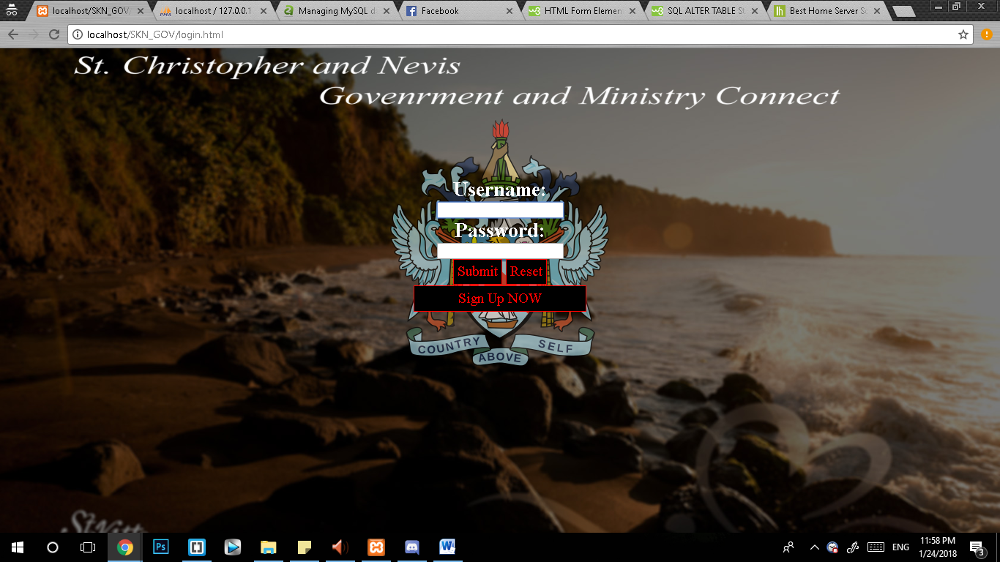 localhost/SKN_GOV/
localhost / 127.0.0.1
Managing MySQL d
Facebook
HTML Form Elemen
SQL ALTER TABLE St
Best Home Server So
localhost/SKN_GOV/login.html
St. Christopher and Nevis
Govenrment and Ministry Connect
Username:
Password:
Submit Reset
Sign Up NOW
COUNTRY ABOVE SELF
ENG
11:58 PM
1/24/2018
3